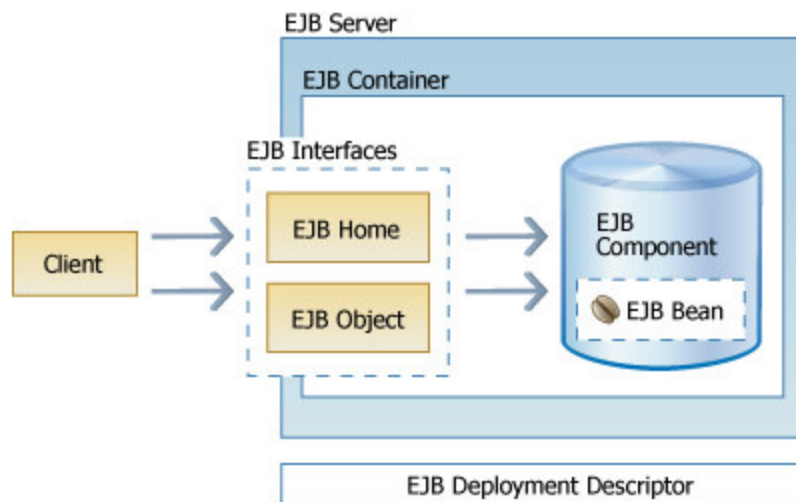 EJB Server
EJB Container
EJB Interfaces
EJB Home
Client
EJB Object
EJB
Component
EJB Bean
EJB Deployment Descriptor